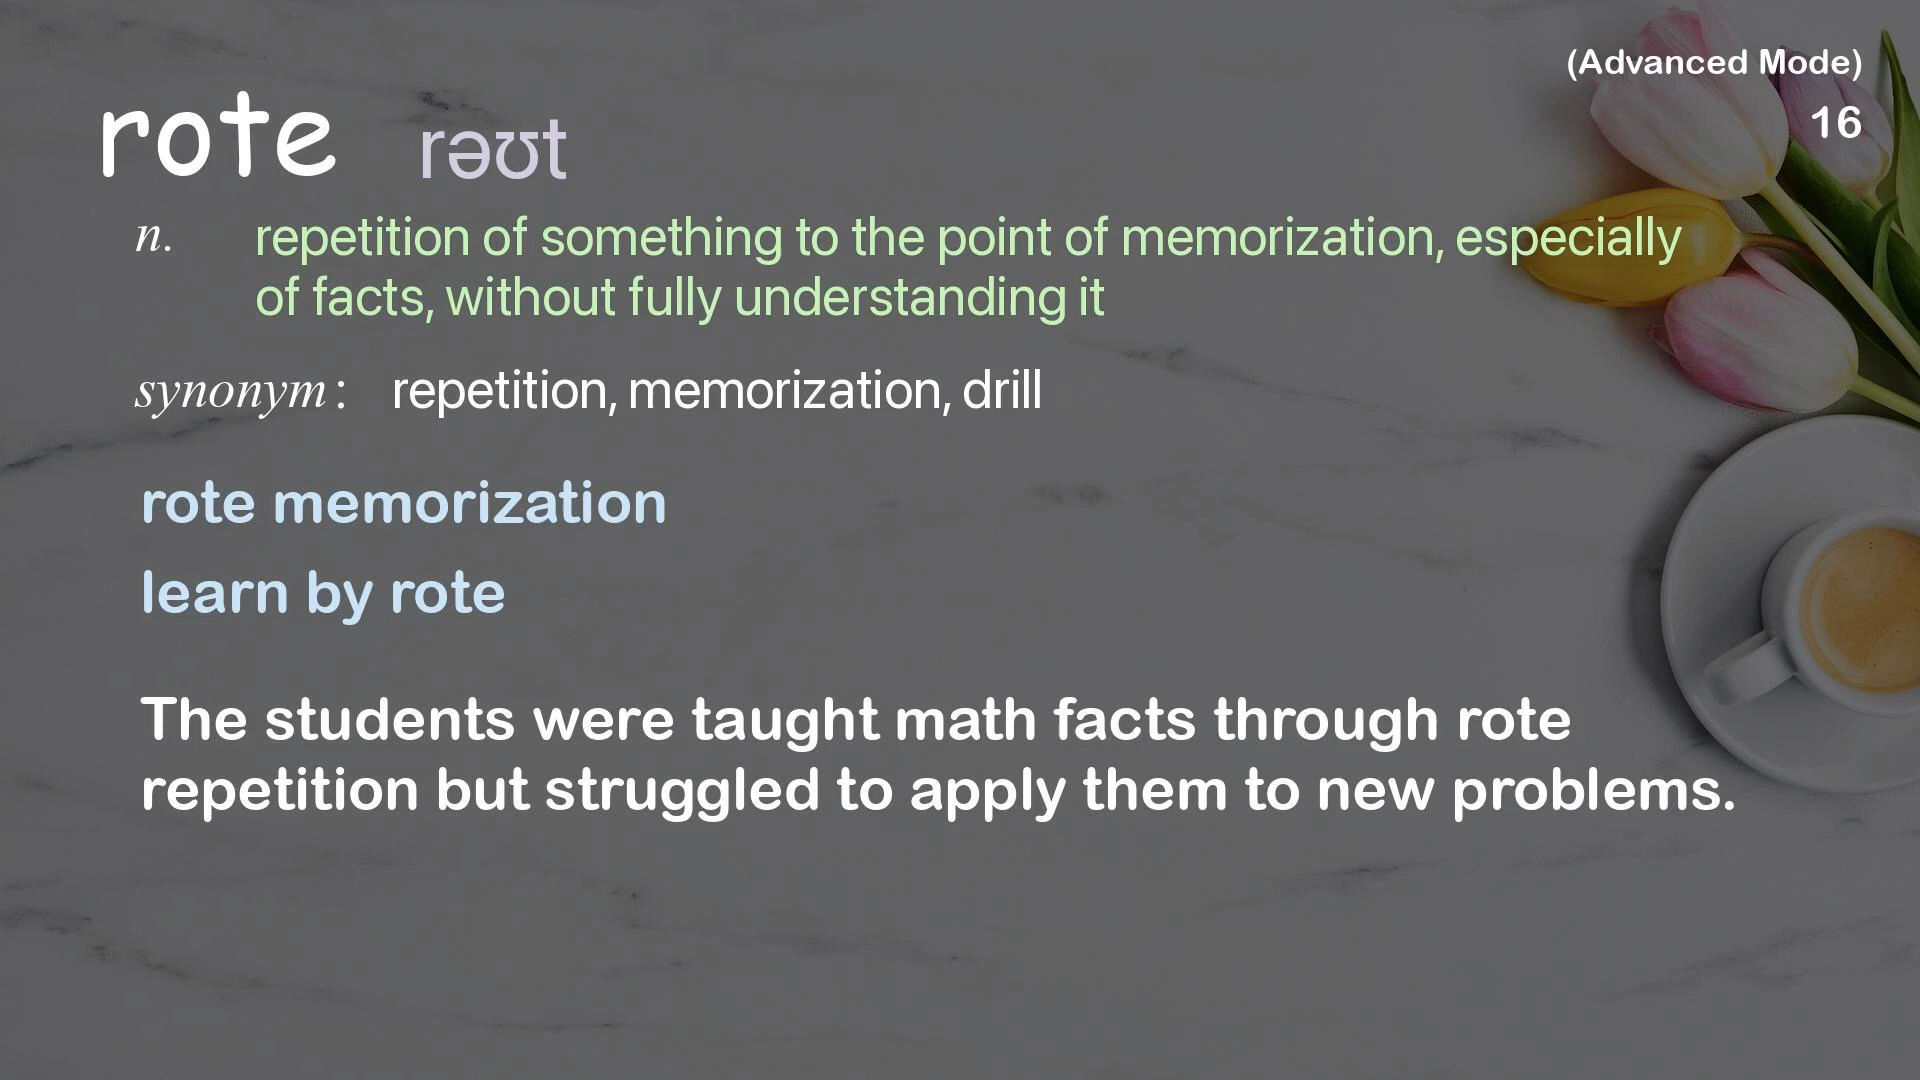 (Advanced Mode)
16
rote rəʊt
n. repetition of something to the point of memorization, especially
of facts, without fully understanding it
synonym: repetition, memorization, drill
rote memorization
learn by rote
The students were taught math facts through rote
repetition but struggled to apply them to new problems.